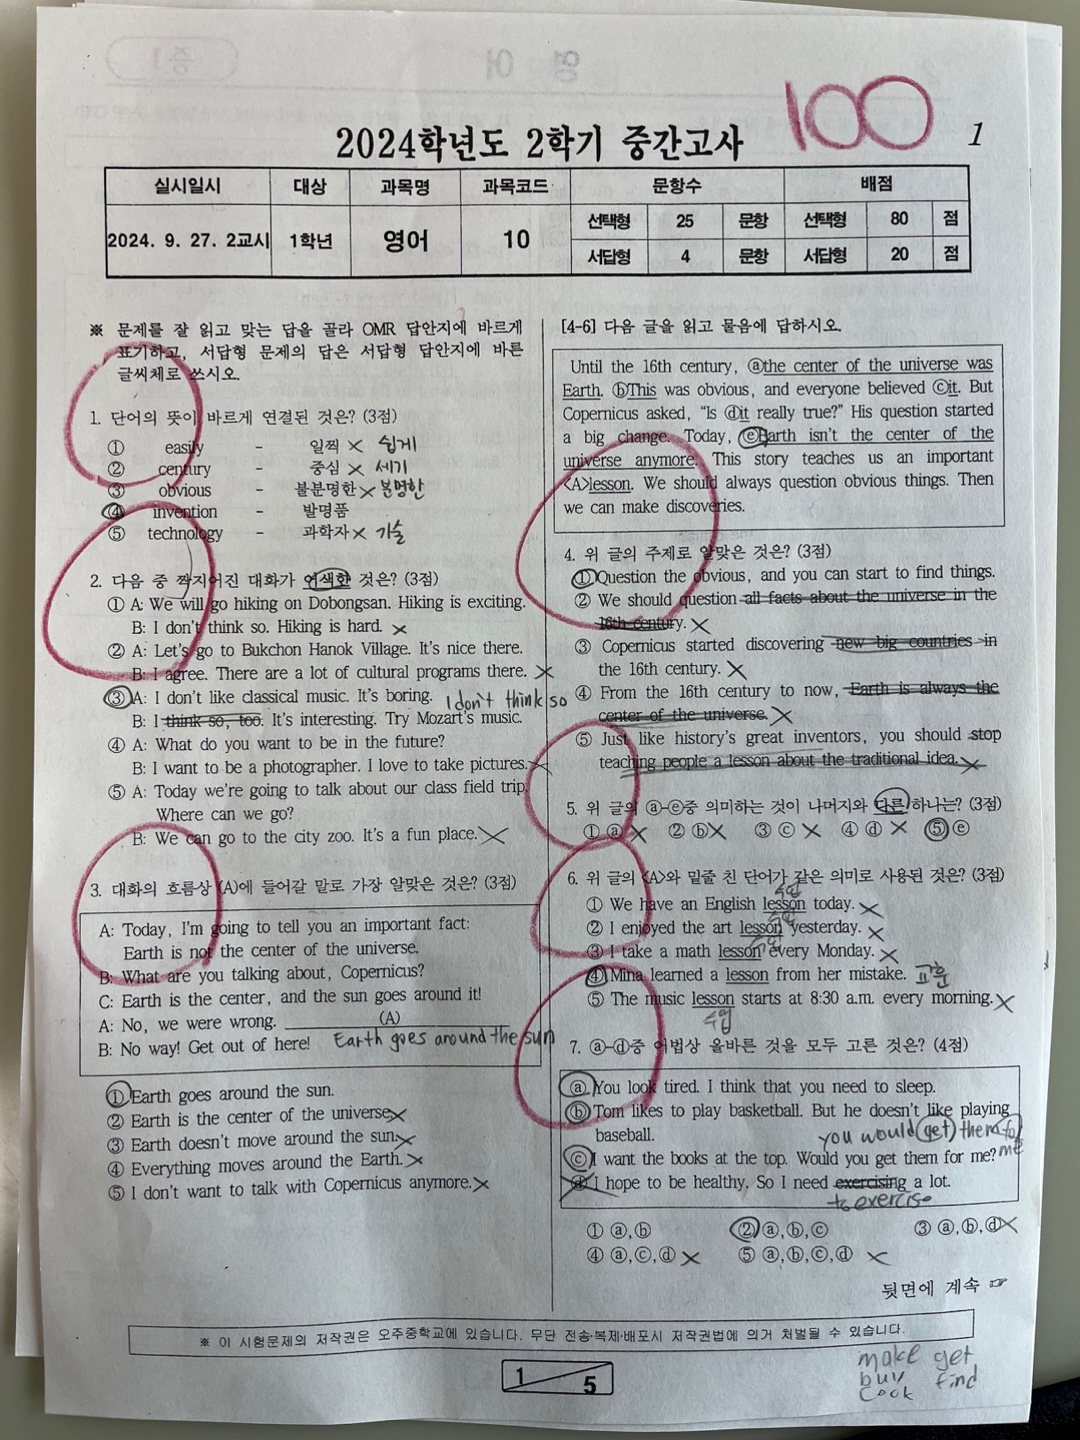 100
2024학년도 2학기 중간고사
1
실시일시 대상 과목명 과목코드 문항수 배점
2024. 9. 27. 2교시 1학년 영어 10 선택형 25 문항 선택형 80 점
서답형 4 문항 서답형 20 점
※ 문제를 잘 읽고 맞는 답을 골라 OMR 답안지에 바르게
표기하고, 서답형 문제의 답은 서답형 답안지에 바른
글씨체로 쓰시오.
1. 단어의 뜻이 바르게 연결된 것은? (3점)
① easily - 일찍 × 쉽게
② century - 중심 × 세기
③ obvious - 불분명한 × 분명한
④ invention - 발명품
⑤ technology - 과학자 × 기술
2. 다음 중 짝지어진 대화가 어색한 것은? (3점)
① A: We will go hiking on Dobongsan. Hiking is exciting.
B: I don't think so. Hiking is hard. ×
② A: Let's go to Bukchon Hanok Village. It's nice there.
B: I agree. There are a lot of cultural programs there. ×
③ A: I don't like classical music. It's boring. I don't think so
B: I think so, too. It's interesting. Try Mozart's music.
④ A: What do you want to be in the future?
B: I want to be a photographer. I love to take pictures. ×
⑤ A: Today we're going to talk about our class field trip.
Where can we go?
B: We can go to the city zoo. It's a fun place. ×
3. 대화의 흐름상 (A)에 들어갈 말로 가장 알맞은 것은? (3점)
A: Today, I'm going to tell you an important fact:
Earth is not the center of the universe.
B: What are you talking about, Copernicus?
C: Earth is the center, and the sun goes around it!
A: No, we were wrong. (A)
B: No way! Get out of here! Earth goes around the sun
① Earth goes around the sun.
② Earth is the center of the universe. ×
③ Earth doesn't move around the sun. ×
④ Everything moves around the Earth. ×
⑤ I don't want to talk with Copernicus anymore. ×
[4-6] 다음 글을 읽고 물음에 답하시오.
Until the 16th century, ⓐthe center of the universe was
Earth. ⓑThis was obvious, and everyone believed ⓒit. But
Copernicus asked, "Is ⓓit really true?" His question started
a big change. Today, ⓔEarth isn't the center of the
universe anymore. This story teaches us an important
<A>lesson. We should always question obvious things. Then
we can make discoveries.
4. 위 글의 주제로 알맞은 것은? (3점)
① Question the obvious, and you can start to find things.
② We should question all facts about the universe in the
16th century. ×
③ Copernicus started discovering new big countries in
the 16th century. ×
④ From the 16th century to now, Earth is always the
center of the universe. ×
⑤ Just like history's great inventors, you should stop
teaching people a lesson about the traditional idea. ×
5. 위 글의 ⓐ~ⓔ중 의미하는 것이 나머지와 다른 하나는? (3점)
① ⓐ × ② ⓑ × ③ ⓒ × ④ ⓓ × ⑤ ⓔ
6. 위 글의 <A>와 밑줄 친 단어가 같은 의미로 사용된 것은? (3점)
수업
① We have an English lesson today. ×
수업
② I enjoyed the art lesson yesterday. ×
수업
③ I take a math lesson every Monday. ×
④ Mina learned a lesson from her mistake. 교훈
⑤ The music lesson starts at 8:30 a.m. every morning. ×
수업
7. ⓐ~ⓓ중 어법상 올바른 것을 모두 고른 것은? (4점)
ⓐ You look tired. I think that you need to sleep.
ⓑ Tom likes to play basketball. But he doesn't like playing
baseball. you would get them to me
ⓒ I want the books at the top. Would you get them for me?
ⓓ I hope to be healthy. So I need exercising a lot.
to exercise
① ⓐ,ⓑ ② ⓐ,ⓑ,ⓒ ③ ⓐ,ⓑ,ⓓ ×
④ ⓐ,ⓒ,ⓓ × ⑤ ⓐ,ⓑ,ⓒ,ⓓ ×
뒷면에 계속 ☞
※ 이 시험문제의 저작권은 오주중학교에 있습니다. 무단 전송·복제·배포시 저작권법에 의거 처벌될 수 있습니다.
1 5
make get
buy find
cook